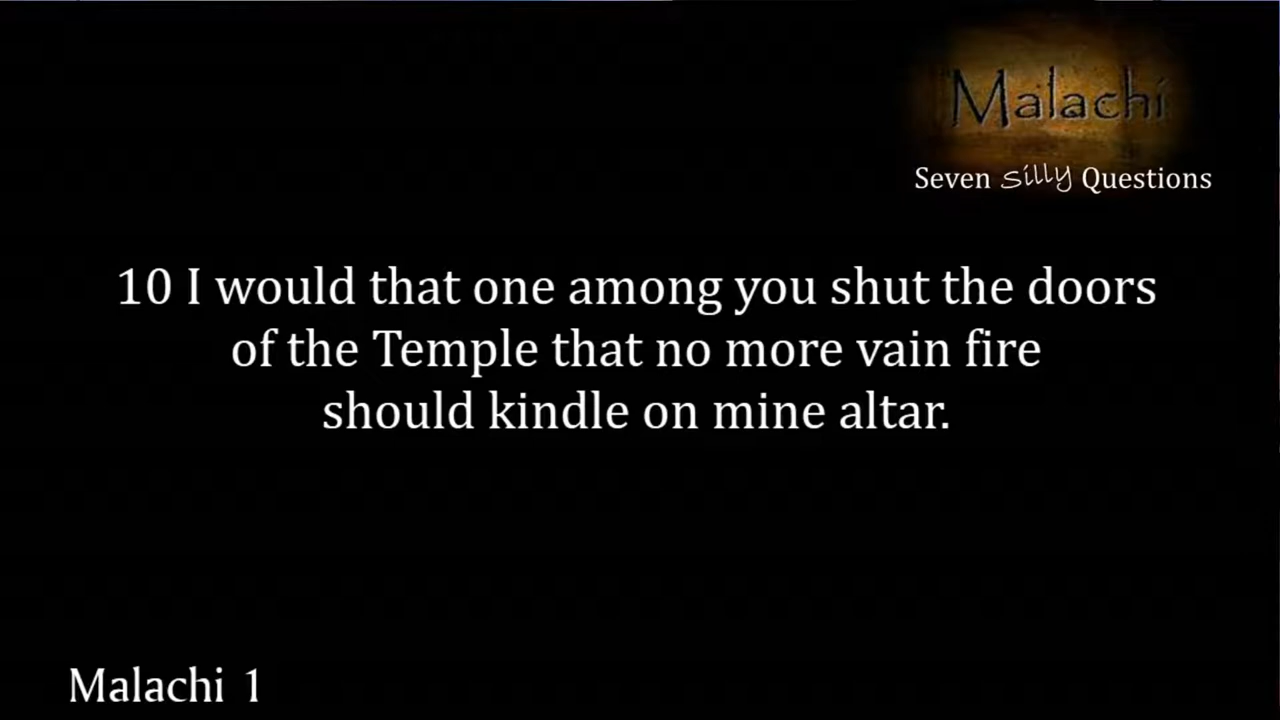 Malachi
Seven silly Questions
10 I would that one among you shut the doors
of the Temple that no more vain fire
should kindle on mine altar.
Malachi 1